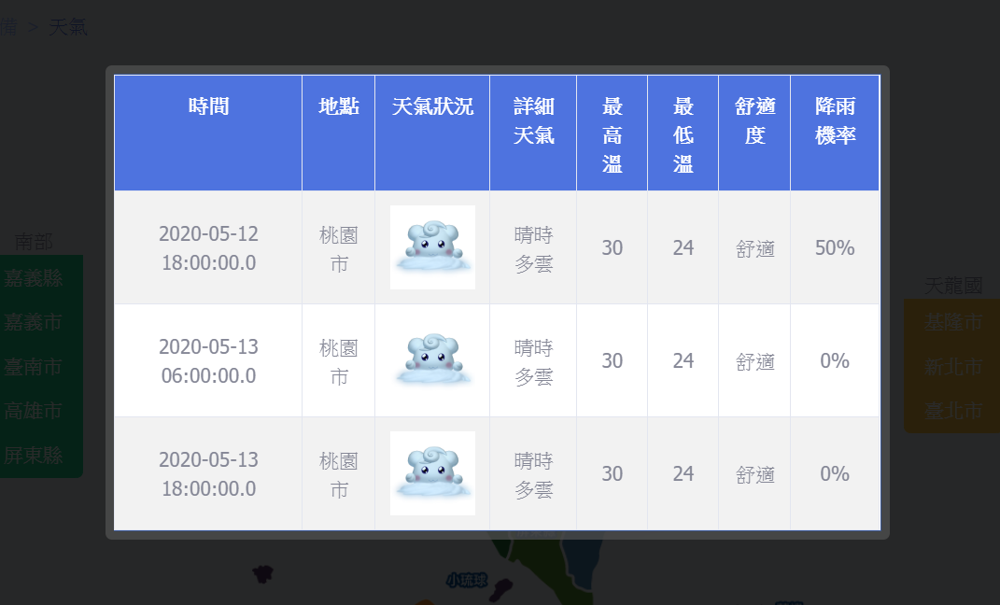 備 > 天氣
時間 地點 天氣狀況 詳細 最 最 舒適 降雨
天氣 高 低 度 機率
溫 溫
2020-05-12 桃園 晴時 30 24 舒適 50%
18:00:00.0 市 多雲
2020-05-13 桃園 晴時 30 24 舒適 0%
06:00:00.0 市 多雲
2020-05-13 桃園 晴時 30 24 舒適 0%
18:00:00.0 市 多雲
南部
嘉義縣
嘉義市
臺南市
高雄市
屏東縣
天龍國
基隆市
新北市
臺北市
小琉球